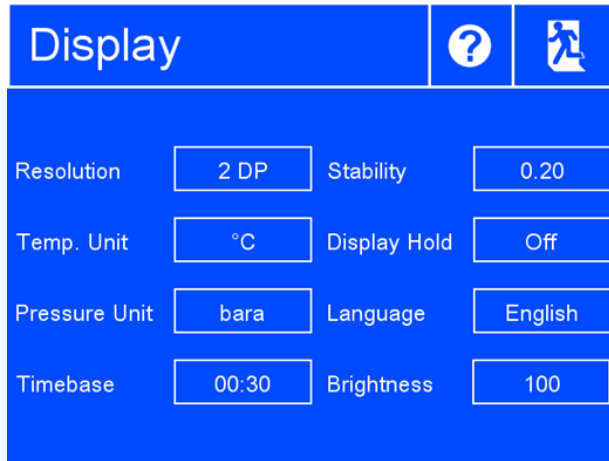 Display ?
Resolution 2 DP Stability 0.20
Temp. Unit °C Display Hold Off
Pressure Unit bara Language English
Timebase 00:30 Brightness 100